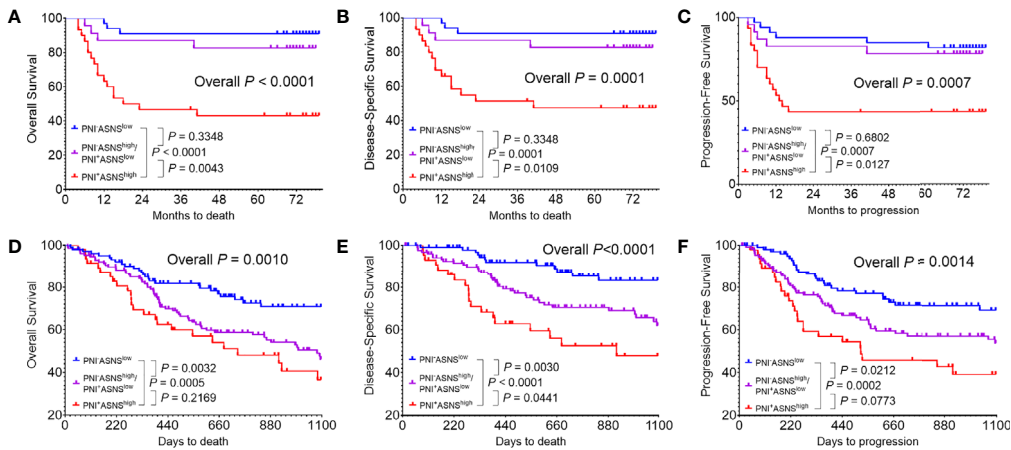 A
Overall Survival
100
80
60
40
20
0
Overall P < 0.0001
PNI-ASNSlow
PNI-ASNShigh/
PNI+ASNSlow
PNI+ASNShigh
P = 0.3348
P < 0.0001
P = 0.0043
12 24 36 48 60 72
Months to death
B
Disease-Specific Survival
100
80
60
40
20
0
Overall P = 0.0001
PNI-ASNSlow
PNI-ASNShigh/
PNI+ASNSlow
PNI+ASNShigh
P = 0.3348
P = 0.0001
P = 0.0109
0 12 24 36 48 60 72
Months to death
C
Progression-Free Survival
100
50
0
Overall P = 0.0007
PNI-ASNSlow
PNI-ASNShigh/
PNI+ASNSlow
PNI+ASNShigh
P = 0.6802
P = 0.0007
P = 0.0127
0 12 24 36 48 60 72
Months to progression
D
Overall Survival
100
80
60
40
20
Overall P = 0.0010
PNI-ASNSlow
PNI-ASNShigh/
PNI+ASNSlow
PNI+ASNShigh
P = 0.0032
P = 0.0005
P = 0.2169
0 220 440 660 880 1100
Days to death
E
Disease-Specific Survival
100
80
60
40
20
Overall P<0.0001
PNI-ASNSlow
PNI-ASNShigh/
PNI+ASNSlow
PNI+ASNShigh
P = 0.0030
P < 0.0001
P = 0.0441
0 220 440 660 880 1100
Days to death
F
Progression-Free Survival
100
80
60
40
20
Overall P = 0.0014
PNI-ASNSlow
PNI-ASNShigh/
PNI+ASNSlow
PNI+ASNShigh
P = 0.0212
P = 0.0002
P = 0.0773
0 220 440 660 880 1100
Days to progression